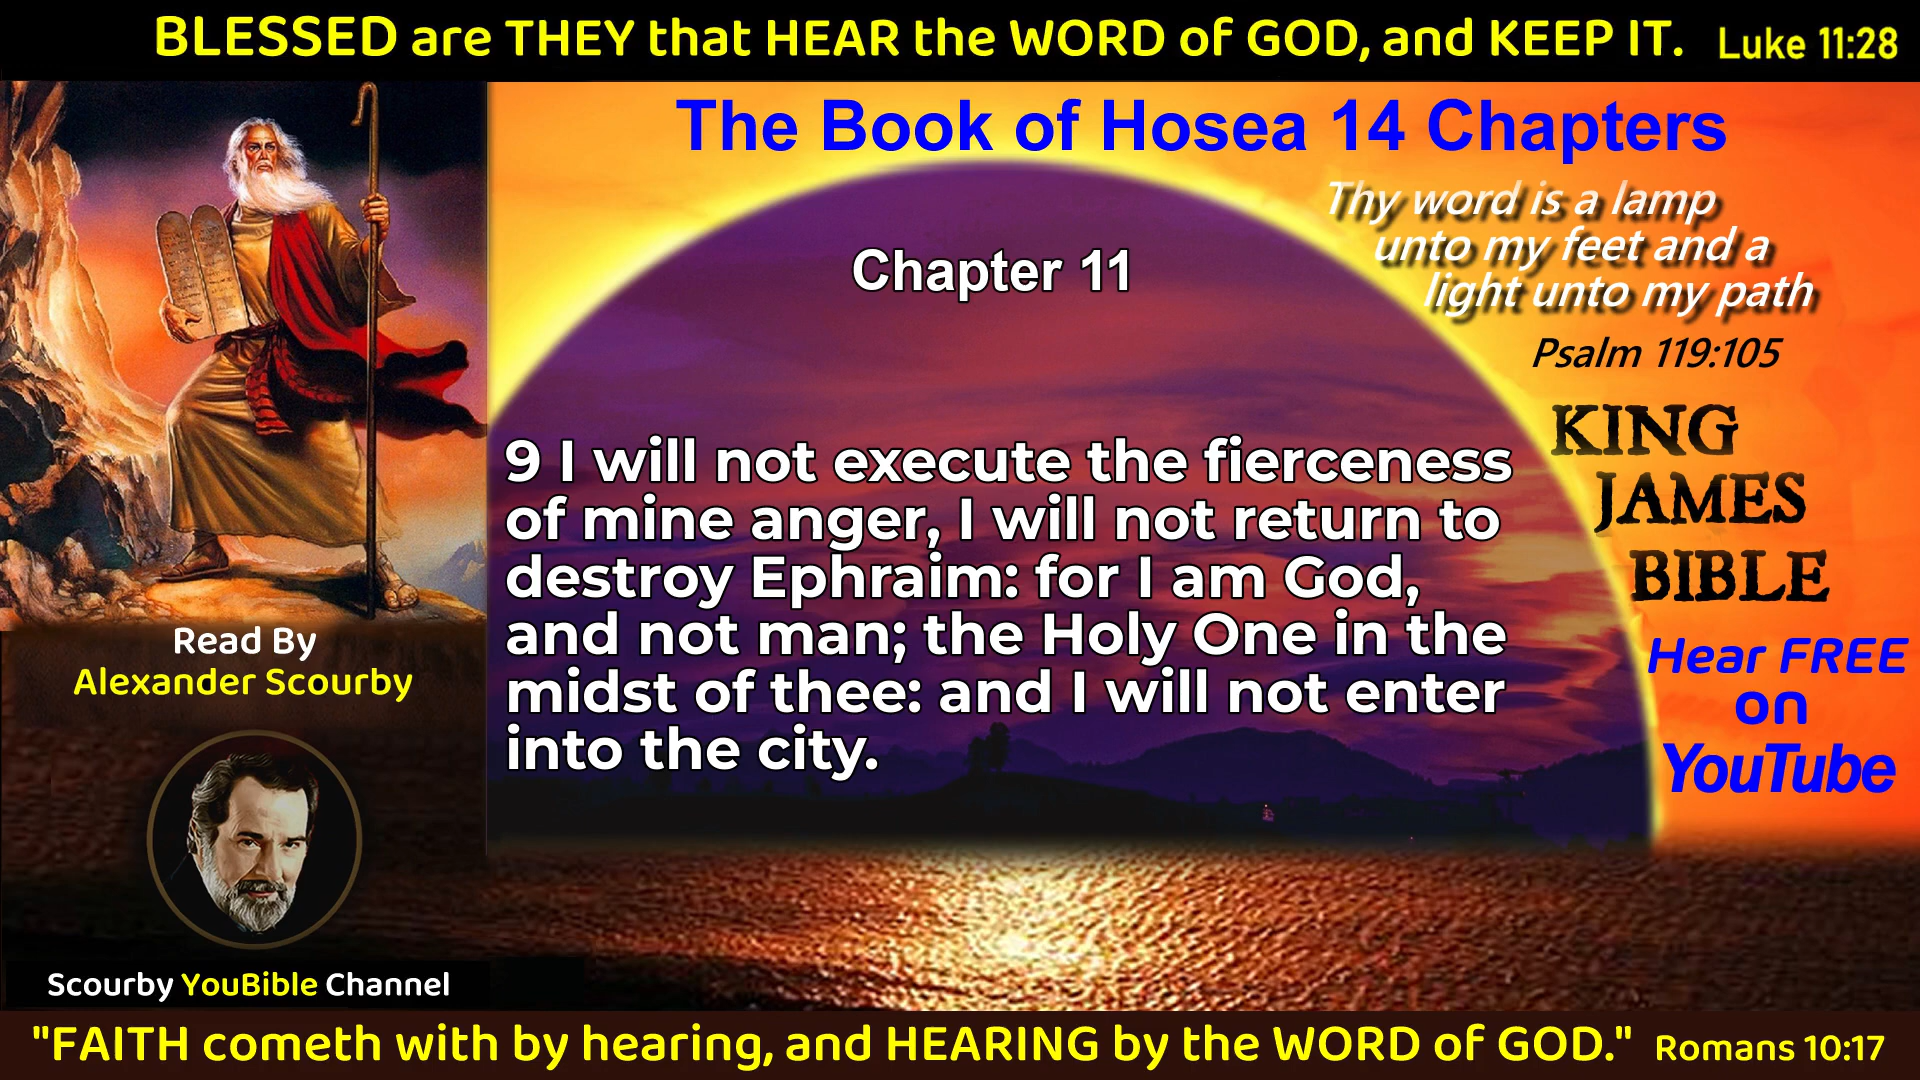 BLESSED are THEY that HEAR the WORD of GOD, and KEEP IT. Luke 11:28
The Book of Hosea 14 Chapters
Thy word is a lamp
unto my feet and a
light unto my path
Psalm 119:105
Chapter 11
KING
JAMES
BIBLE
9 I will not execute the fierceness
of mine anger, I will not return to
destroy Ephraim: for I am God,
and not man; the Holy One in the
midst of thee: and I will not enter
into the city.
Hear FREE
on
YouTube
Read By
Alexander Scourby
Scourby YouBible Channel
"FAITH cometh with by hearing, and HEARING by the WORD of GOD." Romans 10:17